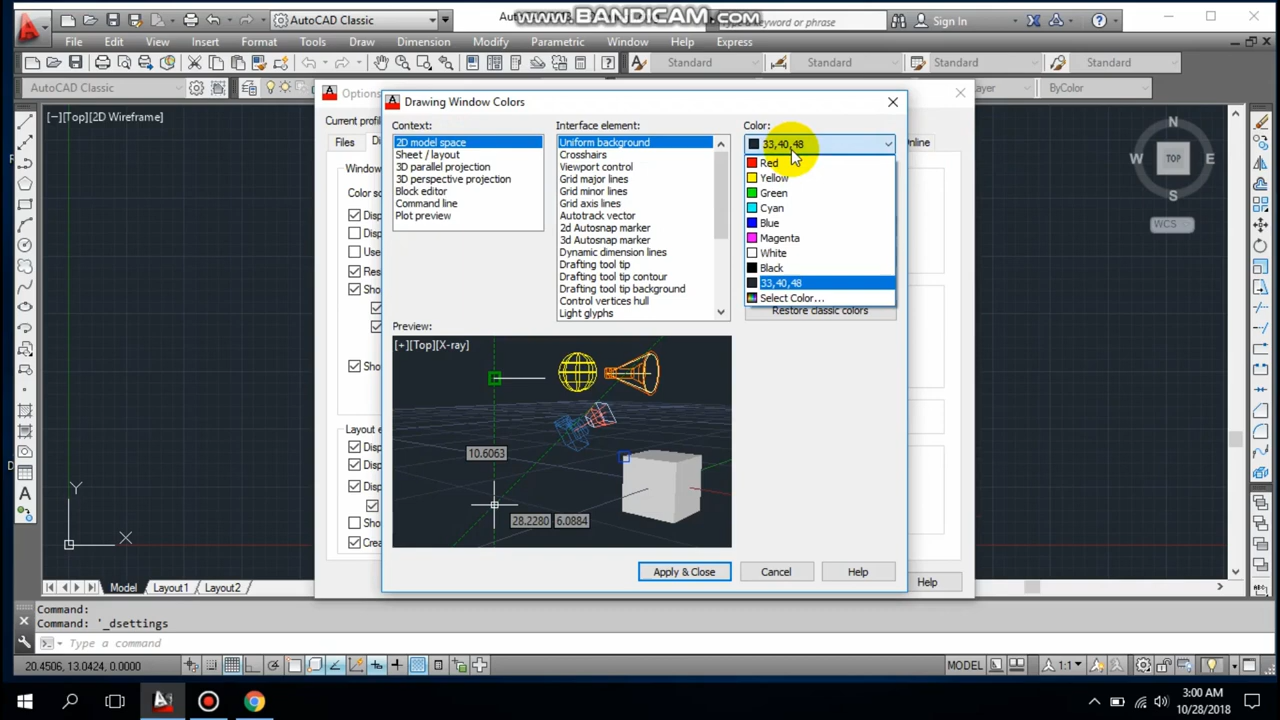 AutoCAD Classic
www.BANDICAM.com
keyword or phrase
Sign In
File Edit View Insert Format Tools Draw Dimension Modify Parametric Window Help Express
Standard Standard Standard Standard
AutoCAD Classic
ByColor
[−][Top][2D Wireframe]
Options
Current profil
Files
Online
Drawing Window Colors
Context:
2D model space
Sheet / layout
3D parallel projection
3D perspective projection
Block editor
Command line
Plot preview
Interface element:
Uniform background
Crosshairs
Viewport control
Grid major lines
Grid minor lines
Grid axis lines
Autotrack vector
2d Autosnap marker
3d Autosnap marker
Dynamic dimension lines
Drafting tool tip
Drafting tool tip contour
Drafting tool tip background
Control vertices hull
Light glyphs
Color:
33,40,48
Red
Yellow
Green
Cyan
Blue
Magenta
White
Black
33,40,48
Select Color...
Restore classic colors
Preview:
[+][Top][X-ray]
10.6063
28.2280 6.0884
Apply & Close
Cancel
Help
Help
N
W TOP E
S
WCS
Y
X
Model Layout1 Layout2
Command:
Command: '_dsettings
Type a command
20.4506, 13.0424, 0.0000
MODEL
1:1
3:00 AM
10/28/2018